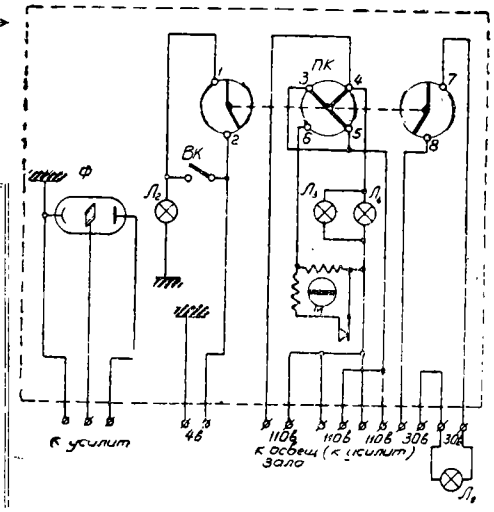 ПК
1
3
4
7
6
5
2
8
ВК
Ф
Л₂
Л₃
Л₄
М
4в
110в
110в
110в
30в
30в
к усилит
к освещ (к усилит)
зала